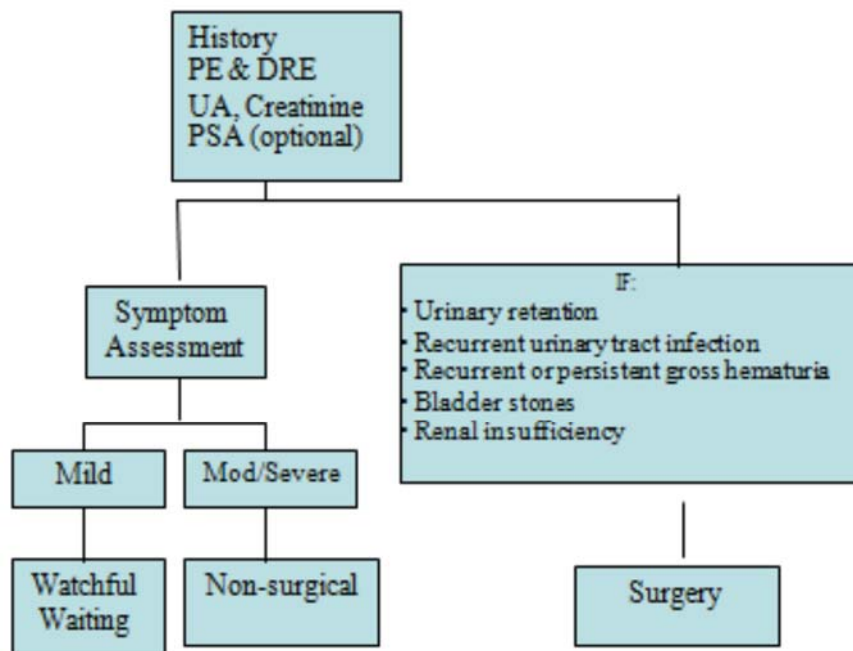 History
PE & DRE
UA, Creatinine
PSA (optional)
Symptom
Assessment
IF:
• Urinary retention
• Recurrent urinary tract infection
• Recurrent or persistent gross hematuria
• Bladder stones
• Renal insufficiency
Mild
Mod/Severe
Watchful
Waiting
Non-surgical
Surgery